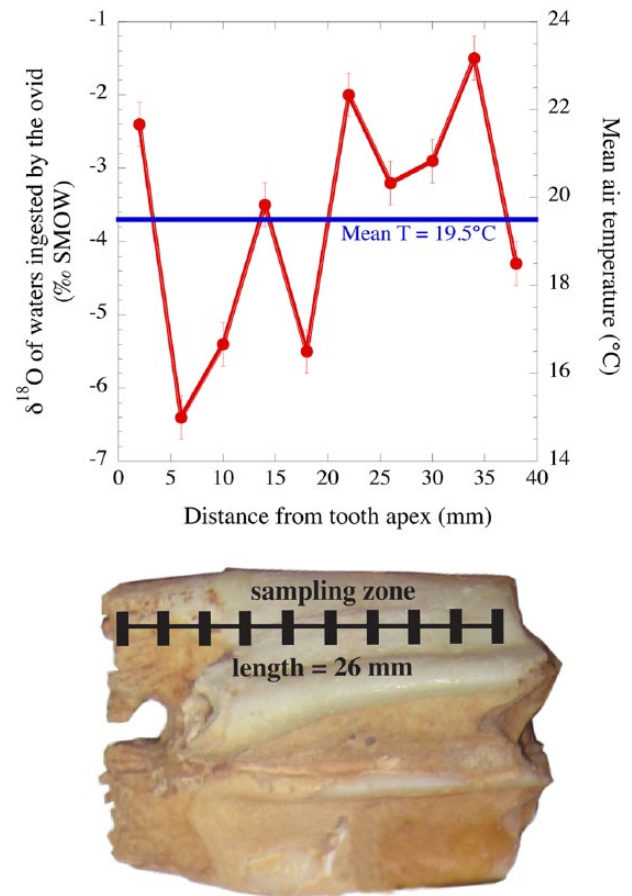 -1
-2
-3
-4
-5
-6
-7
δ¹⁸O of waters ingested by the ovid
(‰ SMOW)
24
22
20
18
16
14
Mean air temperature
(°C)
Mean T = 19.5°C
0 5 10 15 20 25 30 35 40
Distance from tooth apex (mm)
sampling zone
length = 26 mm